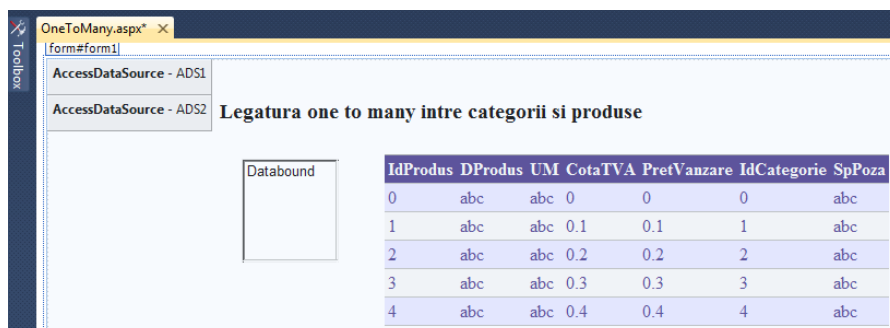 OneToMany.aspx* ×
Toolbox
form#form1
AccessDataSource - ADS1
AccessDataSource - ADS2
Legatura one to many intre categorii si produse
Databound
IdProdus DProdus UM CotaTVA PretVanzare IdCategorie SpPoza
0 abc abc 0 0 0 abc
1 abc abc 0.1 0.1 1 abc
2 abc abc 0.2 0.2 2 abc
3 abc abc 0.3 0.3 3 abc
4 abc abc 0.4 0.4 4 abc